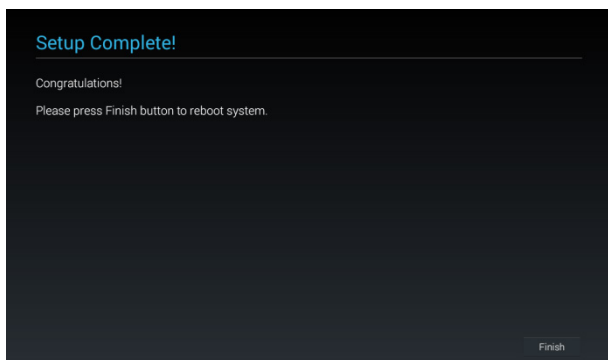 Setup Complete!
Congratulations!
Please press Finish button to reboot system.
Finish